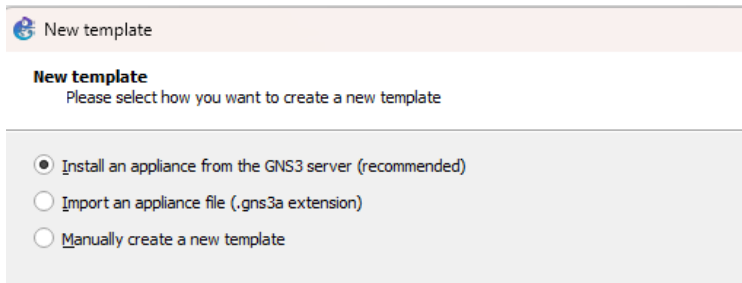 New template
New template
Please select how you want to create a new template
Install an appliance from the GNS3 server (recommended)
Import an appliance file (.gns3a extension)
Manually create a new template